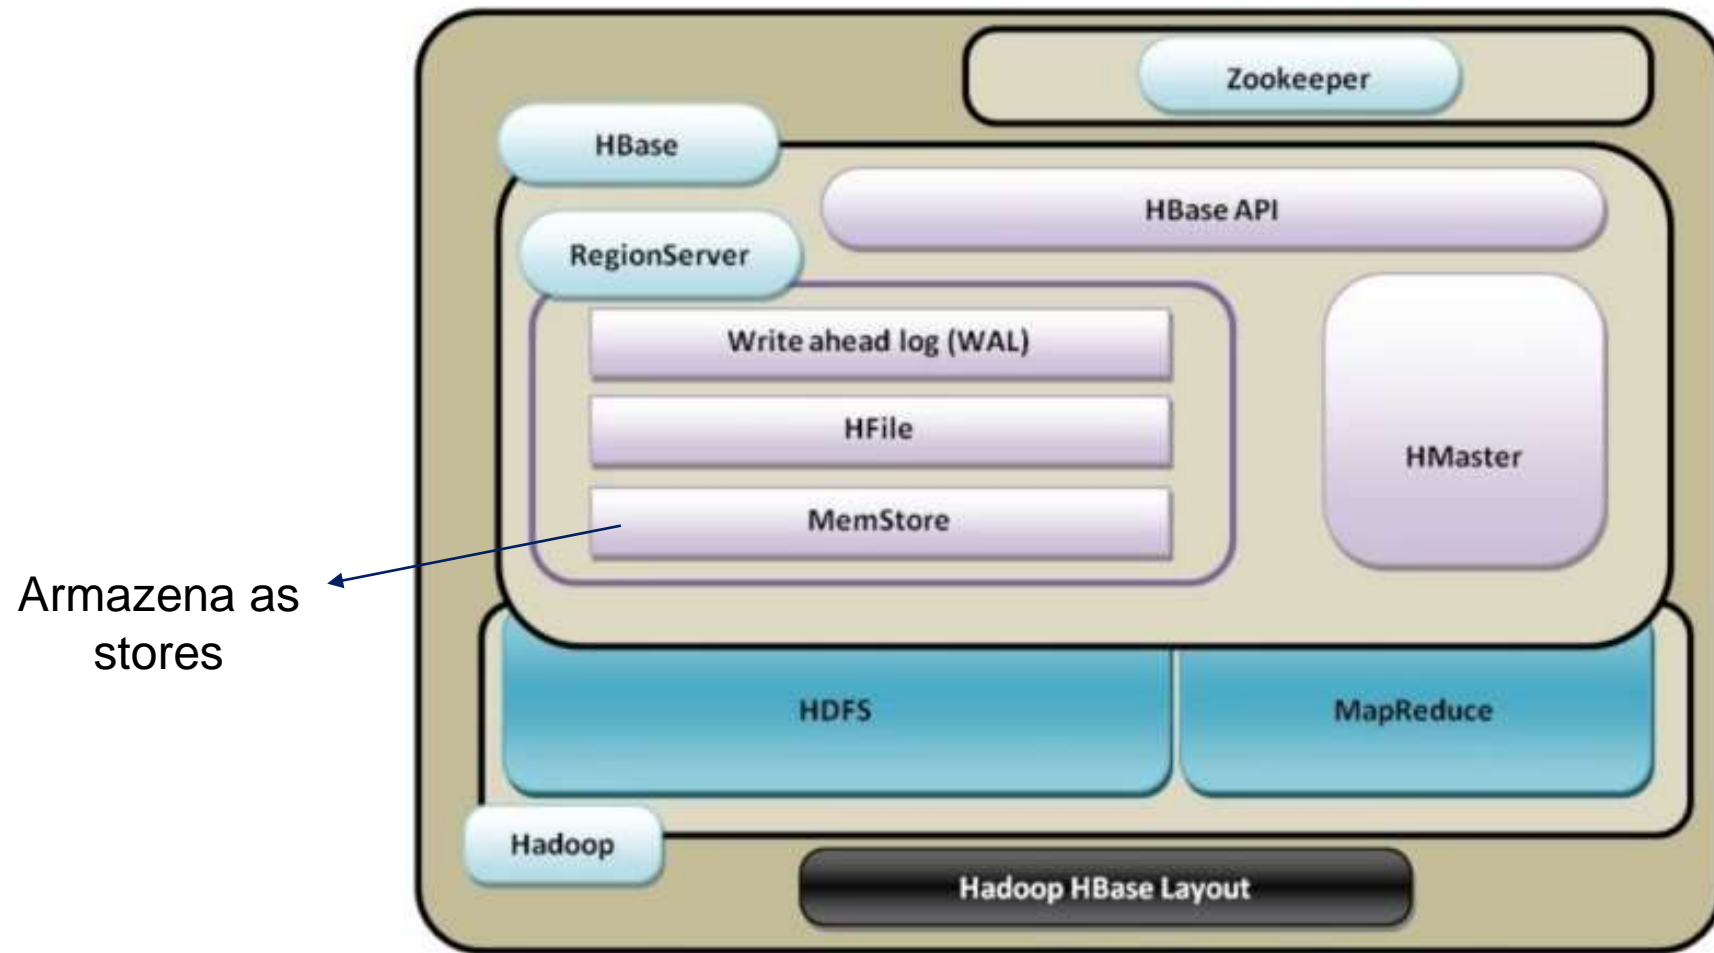 Zookeeper
HBase
HBase API
RegionServer
Write ahead log (WAL)
HFile
HMaster
MemStore
Armazena as
stores
HDFS
MapReduce
Hadoop
Hadoop HBase Layout